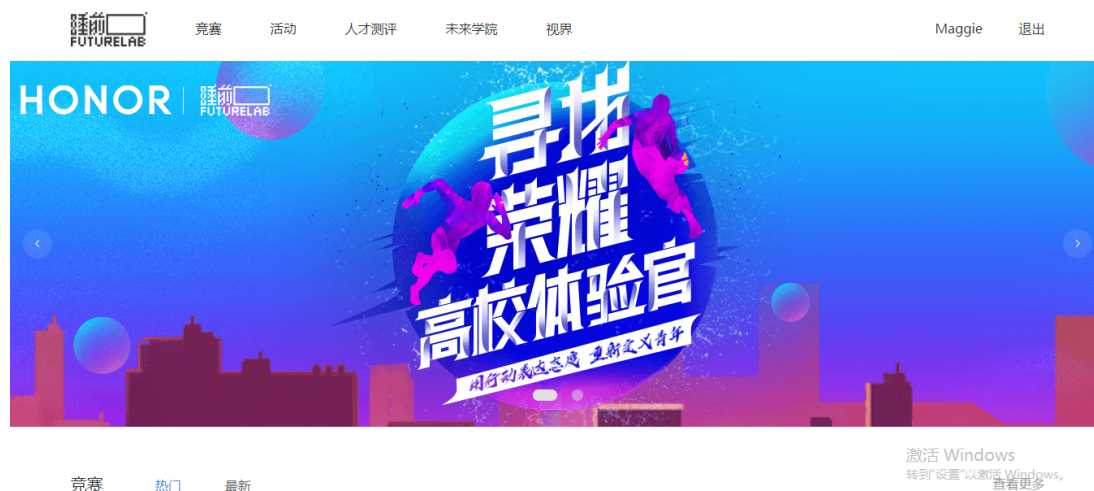 睡前
FUTURELAB
竞赛 活动 人才测评 未来学院 视界 Maggie 退出
HONOR 睡前
FUTURELAB
寻找
荣耀
高校体验官
用行动表达态度 重新定义青年
激活 Windows
转到"设置"以激活 Windows。
竞赛 热门 最新 查看更多